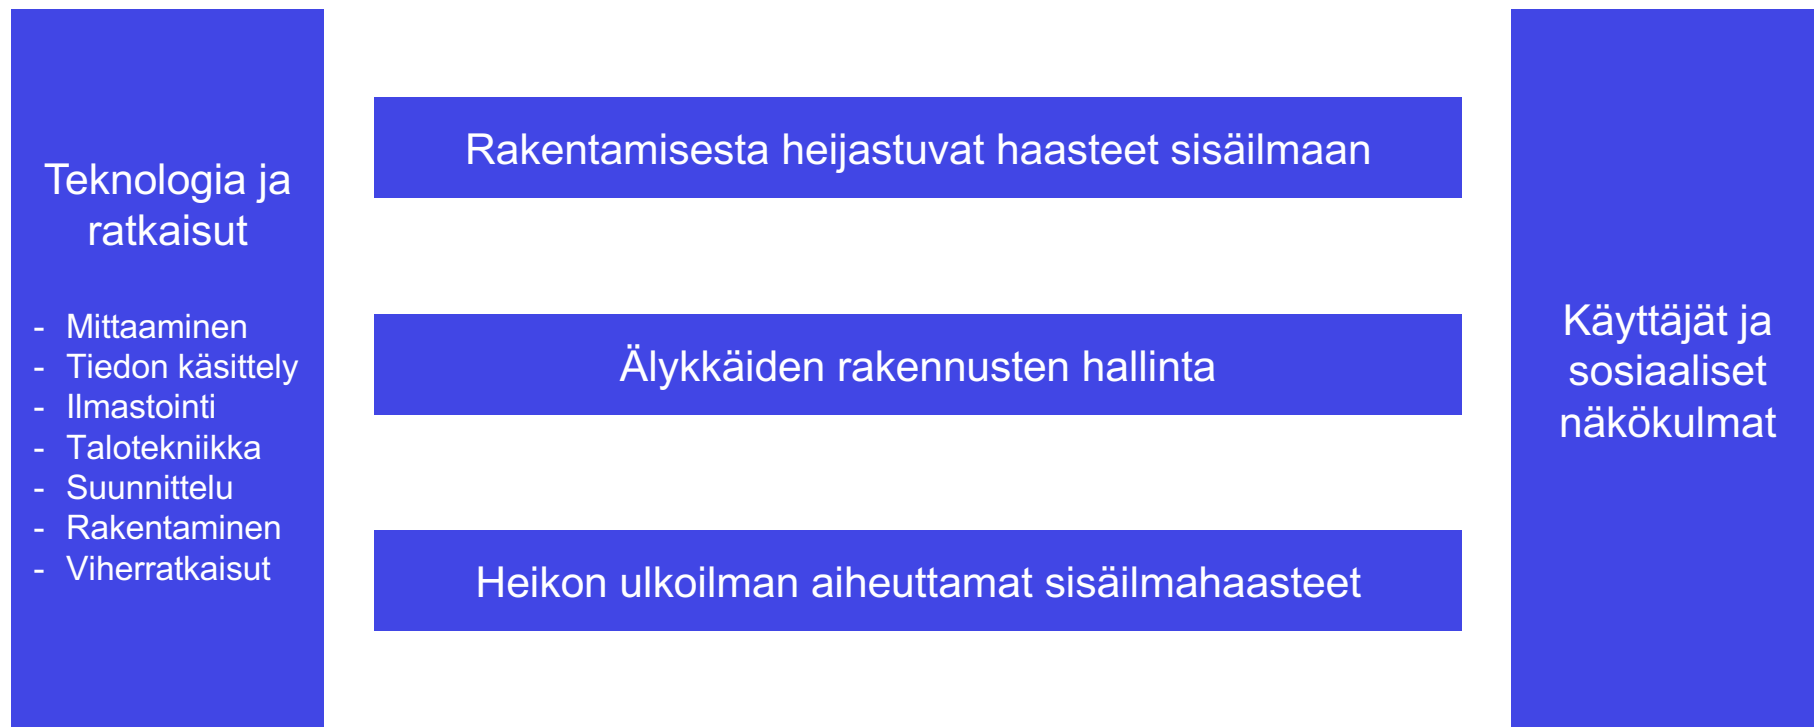 Teknologia ja
ratkaisut
- Mittaaminen
- Tiedon käsittely
- Ilmastointi
- Talotekniikka
- Suunnittelu
- Rakentaminen
- Viherratkaisut
Rakentamisesta heijastuvat haasteet sisäilmaan
Älykkäiden rakennusten hallinta
Heikon ulkoilman aiheuttamat sisäilmahaasteet
Käyttäjät ja
sosiaaliset
näkökulmat